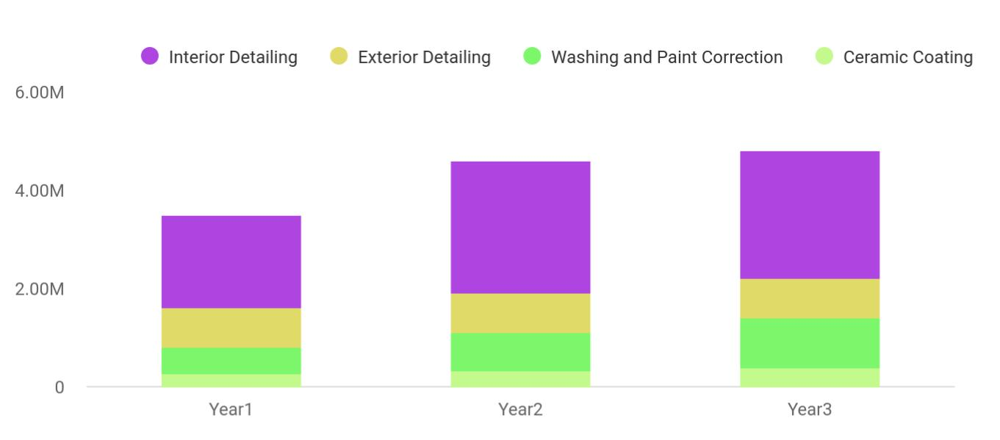 Interior Detailing Exterior Detailing Washing and Paint Correction Ceramic Coating
6.00M
4.00M
2.00M
0
Year1 Year2 Year3